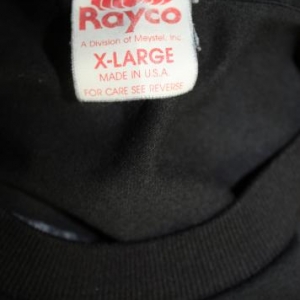 Rayco
A Division of Meystel, Inc.
X-LARGE
MADE IN U.S.A.
FOR CARE SEE REVERSE